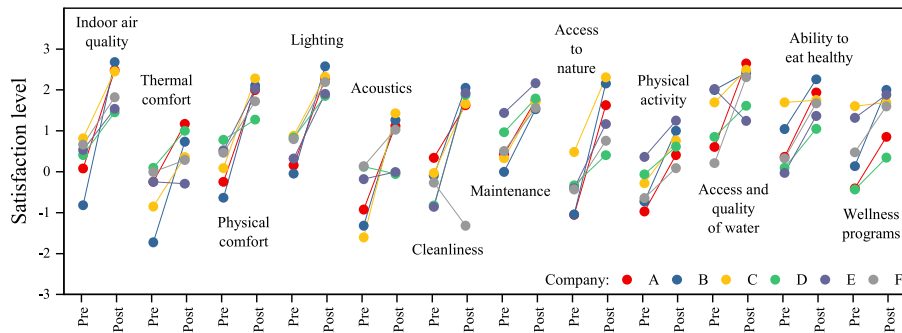 Satisfaction level
3
2
1
0
-1
-2
-3
Indoor air
quality
Thermal
comfort
Physical
comfort
Lighting
Acoustics
Cleanliness
Maintenance
Access
to
nature
Physical
activity
Access and
quality
of water
Ability to
eat healthy
Wellness
programs
Company: A B C D E F
Pre Post Pre Post Pre Post Pre Post Pre Post Pre Post Pre Post Pre Post Pre Post Pre Post Pre Post Pre Post